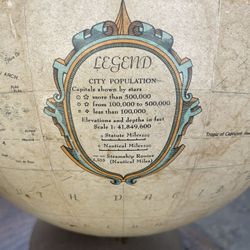 LEGEND
CITY POPULATION
Capitals shown by stars
more than 500,000
from 100,000 to 500,000
less than 100,000
Elevations and depths in feet
Scale 1: 41,849,600
Statute Miles
Nautical Miles
Steamship Routes
(Nautical Miles)
Tropic of Capricorn
TH PAC